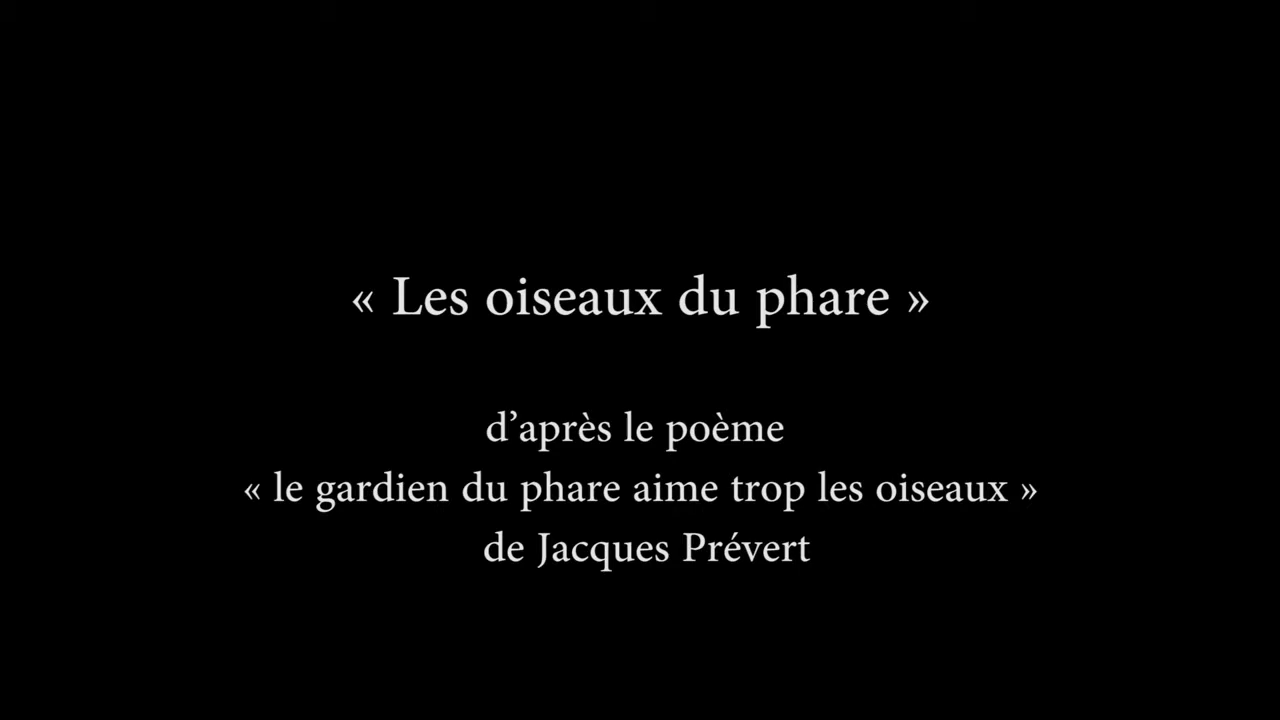 « Les oiseaux du phare »
d’après le poème
« le gardien du phare aime trop les oiseaux »
de Jacques Prévert